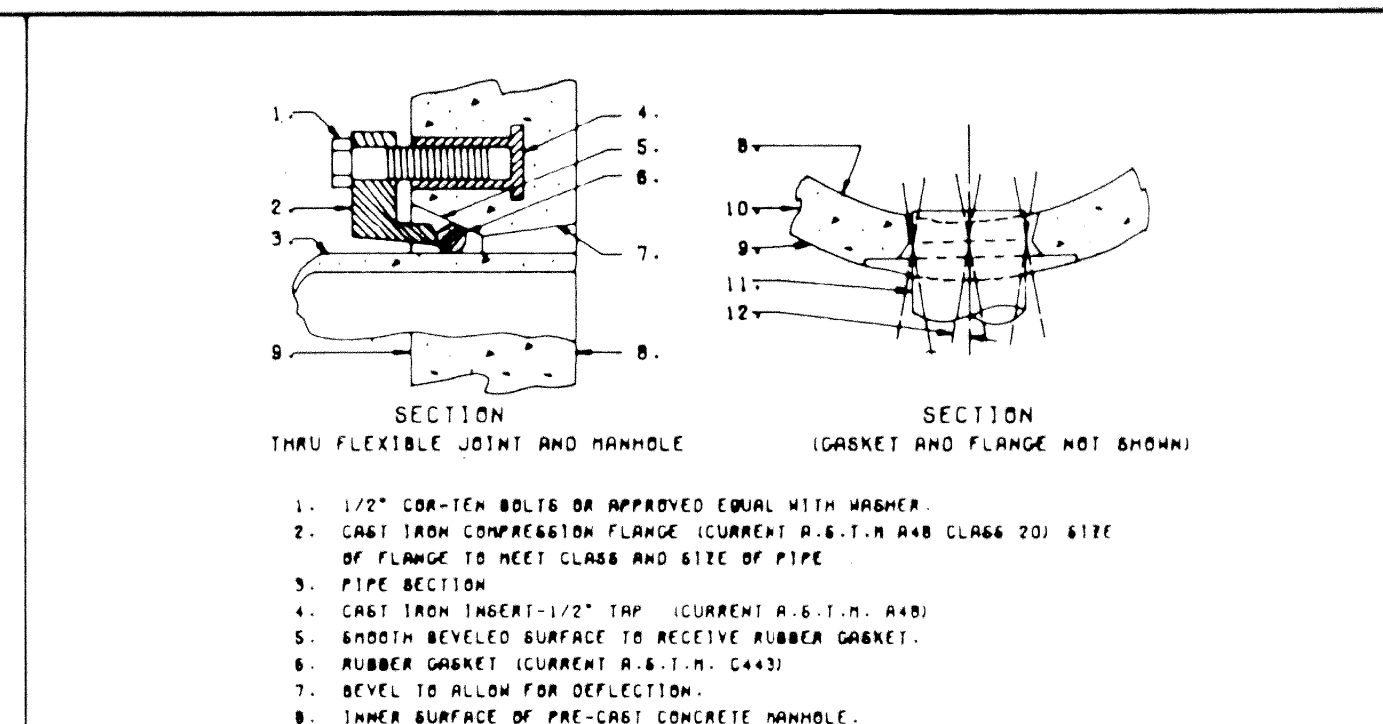 1.
2.
3
9
4.
5.
6.
7.
8.
8
10
9
11.
12
SECTION
THRU FLEXIBLE JOINT AND MANHOLE
SECTION
(GASKET AND FLANGE NOT SHOWN)
1. 1/2" COR-TEN BOLTS OR APPROVED EQUAL WITH WASHER.
2. CAST IRON COMPRESSION FLANGE (CURRENT A.S.T.M A48 CLASS 20) SIZE
OF FLANGE TO MEET CLASS AND SIZE OF PIPE
3. PIPE SECTION
4. CAST IRON INSERT-1/2" TAP (CURRENT A.S.T.M. A48)
5. SMOOTH BEVELED SURFACE TO RECEIVE RUBBER GASKET.
6. RUBBER GASKET (CURRENT A.S.T.M. C443)
7. BEVEL TO ALLOW FOR DEFLECTION.
8. INNER SURFACE OF PRE-CAST CONCRETE MANHOLE.